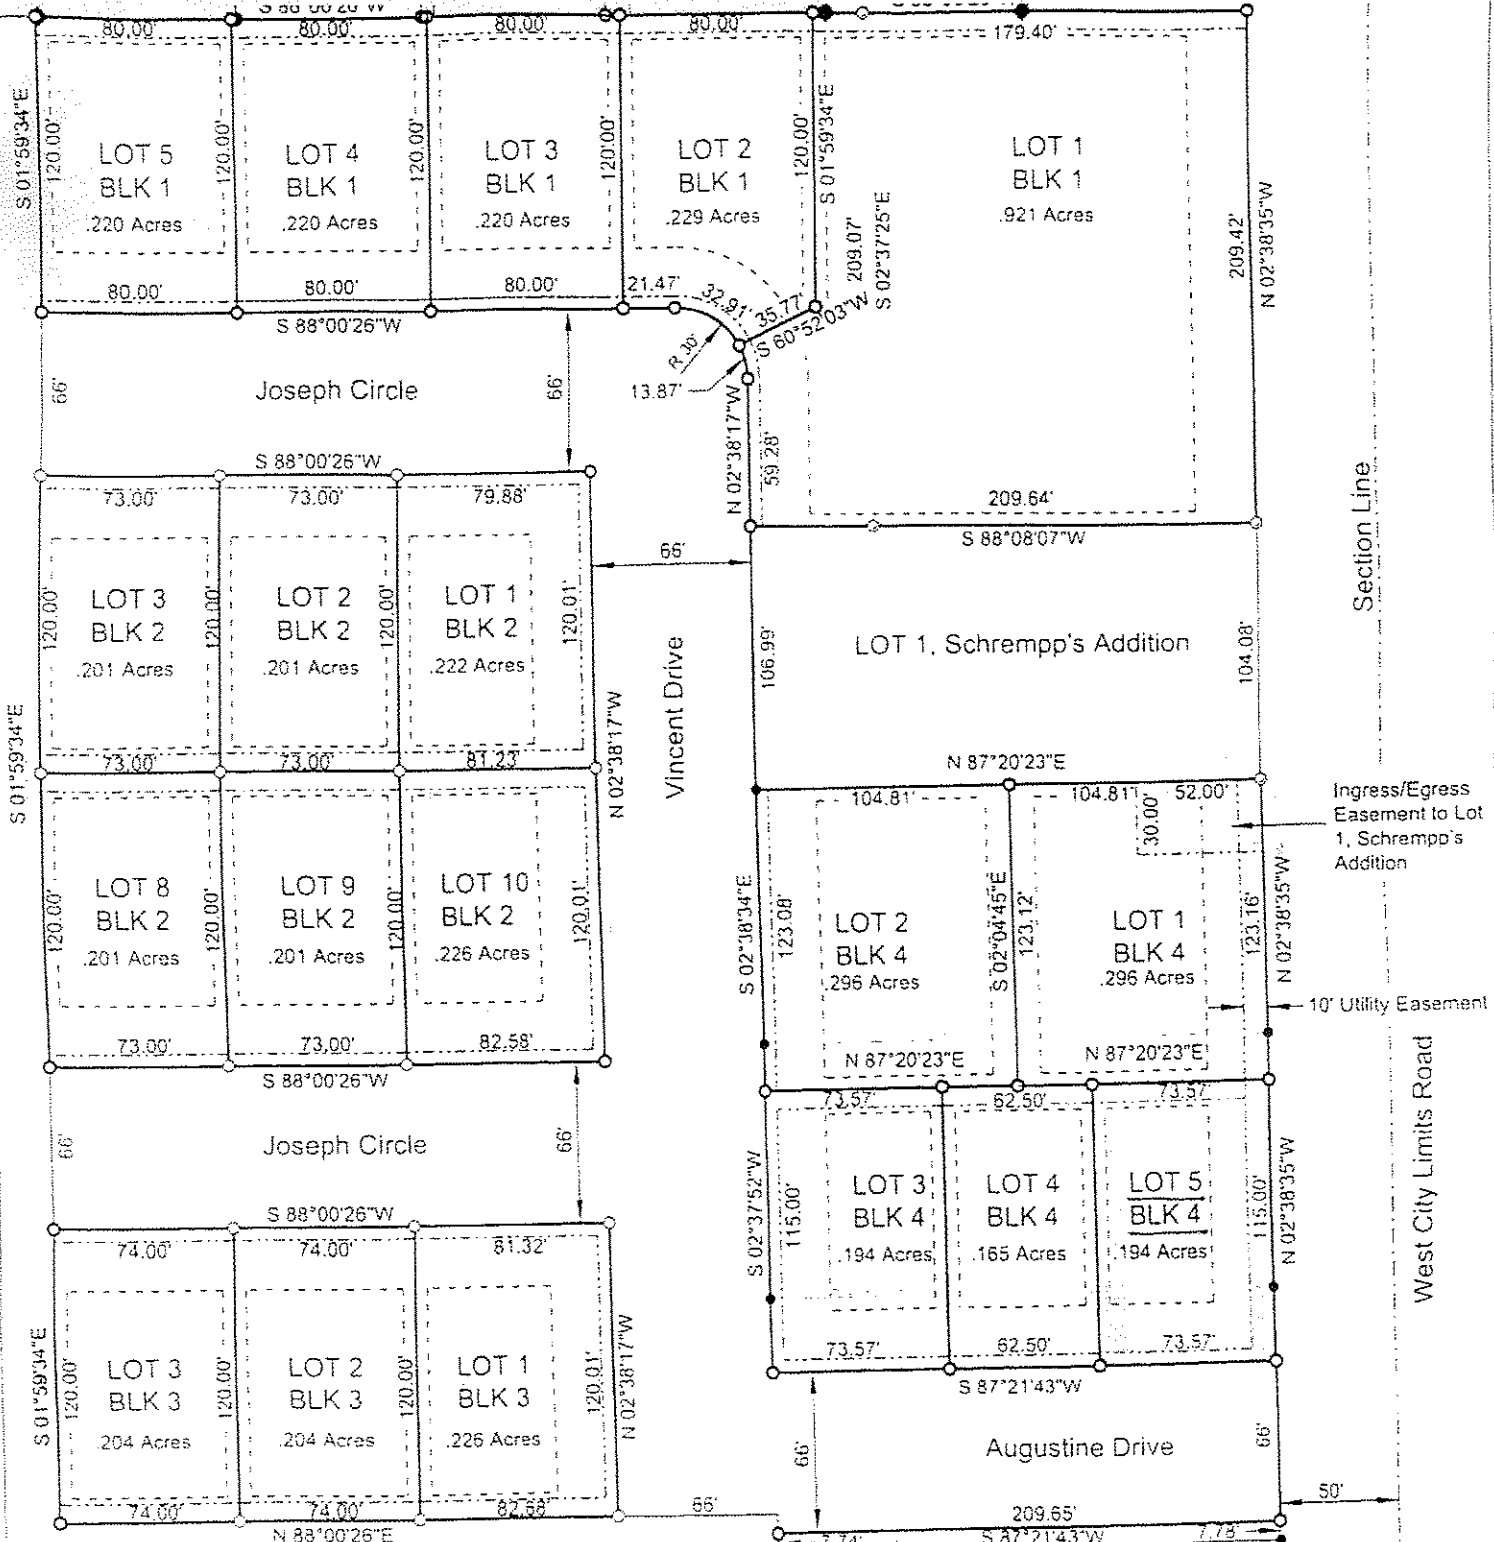 80.00'
80.00'
80.00'
80.00'
179.40'
S 01°59'34"E
120.00'
LOT 5
BLK 1
.220 Acres
120.00'
LOT 4
BLK 1
.220 Acres
120.00'
LOT 3
BLK 1
.220 Acres
120.00'
LOT 2
BLK 1
.229 Acres
120.00'
S 01°59'34"E
209.07'
S 02°37'25"E
LOT 1
BLK 1
.921 Acres
209.42'
N 02°38'35"W
80.00'
80.00'
80.00'
21.47'
32.91'
35.77'
S 60°52'03"W
S 88°00'26"W
R 30'
13.87'
66'
Joseph Circle
66'
N 02°38'17"W
59.28'
S 88°00'26"W
209.64'
S 88°08'07"W
73.00'
73.00'
79.88'
66'
Section Line
120.00'
LOT 3
BLK 2
.201 Acres
120.00'
LOT 2
BLK 2
.201 Acres
120.00'
LOT 1
BLK 2
.222 Acres
120.01'
Vincent Drive
106.99'
LOT 1, Schrempp's Addition
104.08'
S 01°59'34"E
73.00'
73.00'
81.23'
N 02°38'17"W
N 87°20'23"E
104.81'
104.81'
52.00'
30.00'
Ingress/Egress
Easement to Lot
1, Schrempp's
Addition
120.00'
LOT 8
BLK 2
.201 Acres
120.00'
LOT 9
BLK 2
.201 Acres
120.00'
LOT 10
BLK 2
.226 Acres
120.01'
S 02°38'34"E
123.08'
LOT 2
BLK 4
.296 Acres
S 02°04'45"E
123.12'
LOT 1
BLK 4
.296 Acres
123.16'
N 02°38'35"W
10' Utility Easement
73.00'
73.00'
82.58'
S 88°00'26"W
N 87°20'23"E
N 87°20'23"E
73.57'
62.50'
73.57'
66'
Joseph Circle
66'
West City Limits Road
S 02°37'52"W
115.00'
LOT 3
BLK 4
.194 Acres
LOT 4
BLK 4
.165 Acres
LOT 5
BLK 4
.194 Acres
115.00'
N 02°38'35"W
S 88°00'26"W
74.00'
74.00'
81.32'
S 01°59'34"E
120.00'
LOT 3
BLK 3
.204 Acres
120.00'
LOT 2
BLK 3
.204 Acres
120.00'
LOT 1
BLK 3
.226 Acres
120.01'
N 02°38'17"W
73.57'
62.50'
73.57'
S 87°21'43"W
66'
Augustine Drive
66'
50'
74.00'
74.00'
82.68'
66'
N 88°00'26"E
209.65'
S 87°21'43"W
7.74'
7.78'